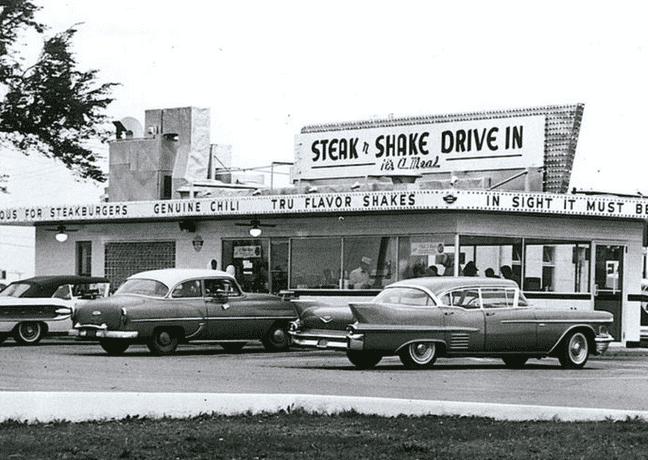 STEAK n SHAKE DRIVE IN
it's a Meal
OUS FOR STEAKBURGERS GENUINE CHILI TRU FLAVOR SHAKES IN SIGHT IT MUST BE